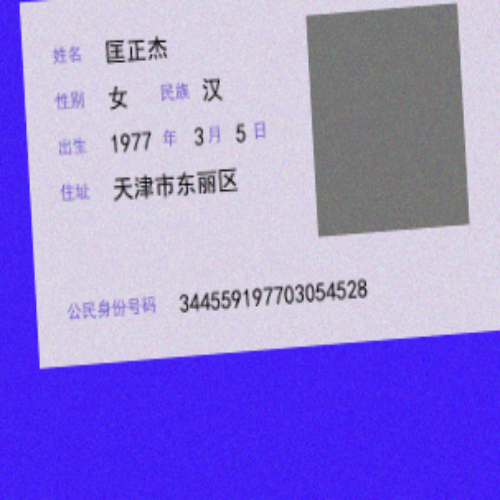 姓名 匡正杰
性别 女 民族 汉
出生 1977 年 3 月 5 日
住址 天津市东丽区
公民身份号码 344559197703054528